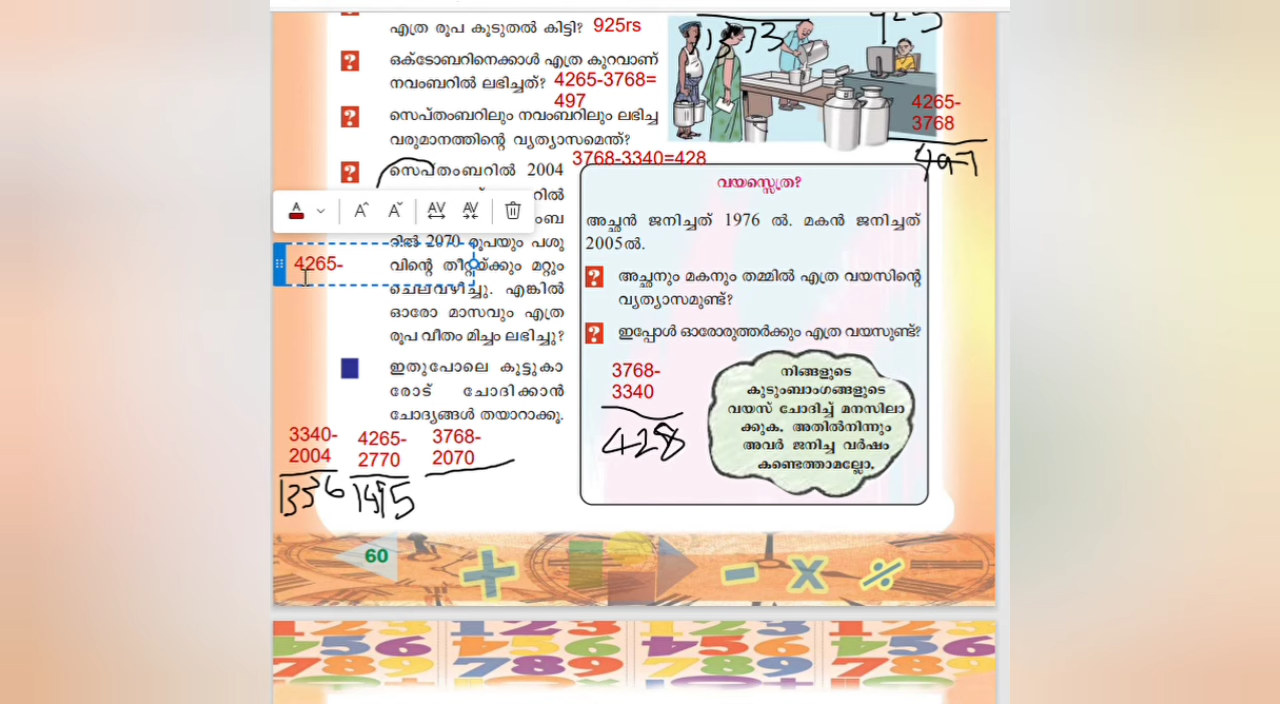 എത്ര രൂപ കൂടുതൽ കിട്ടി? 925rs
ഒക്ടോബറിനെക്കാൾ എത്ര കുറവാണ്
നവംബറിൽ ലഭിച്ചത്? 4265-3768=
497
സെപ്തംബറിലും നവംബറിലും ലഭിച്ച
വരുമാനത്തിന്റെ വ്യത്യാസമെന്ത്?
3768-3340=428
സെപ്തംബറിൽ 2004
റിൽ
ംബ
റിൽ 2070 രൂപയും പശു
4265-
വിന്റെ തീറ്റയ്ക്കും മറ്റും
ചെലവഴിച്ചു. എങ്കിൽ
ഓരോ മാസവും എത്ര
രൂപ വീതം മിച്ചം ലഭിച്ചു?
ഇതുപോലെ കൂട്ടുകാ
രോട് ചോദിക്കാൻ
ചോദ്യങ്ങൾ തയാറാക്കൂ.
3340-
2004
1336
4265-
2770
1495
3768-
2070
4265-
3768
497
വയസ്സെത്ര?
അച്ഛൻ ജനിച്ചത് 1976 ൽ. മകൻ ജനിച്ചത്
2005ൽ.
അച്ഛനും മകനും തമ്മിൽ എത്ര വയസിന്റെ
വ്യത്യാസമുണ്ട്?
ഇപ്പോൾ ഓരോരുത്തർക്കും എത്ര വയസുണ്ട്?
3768-
3340
428
നിങ്ങളുടെ
കുടുംബാംഗങ്ങളുടെ
വയസ് ചോദിച്ച് മനസിലാ
ക്കുക. അതിൽനിന്നും
അവർ ജനിച്ച വർഷം
കണ്ടെത്താമല്ലോ.
60